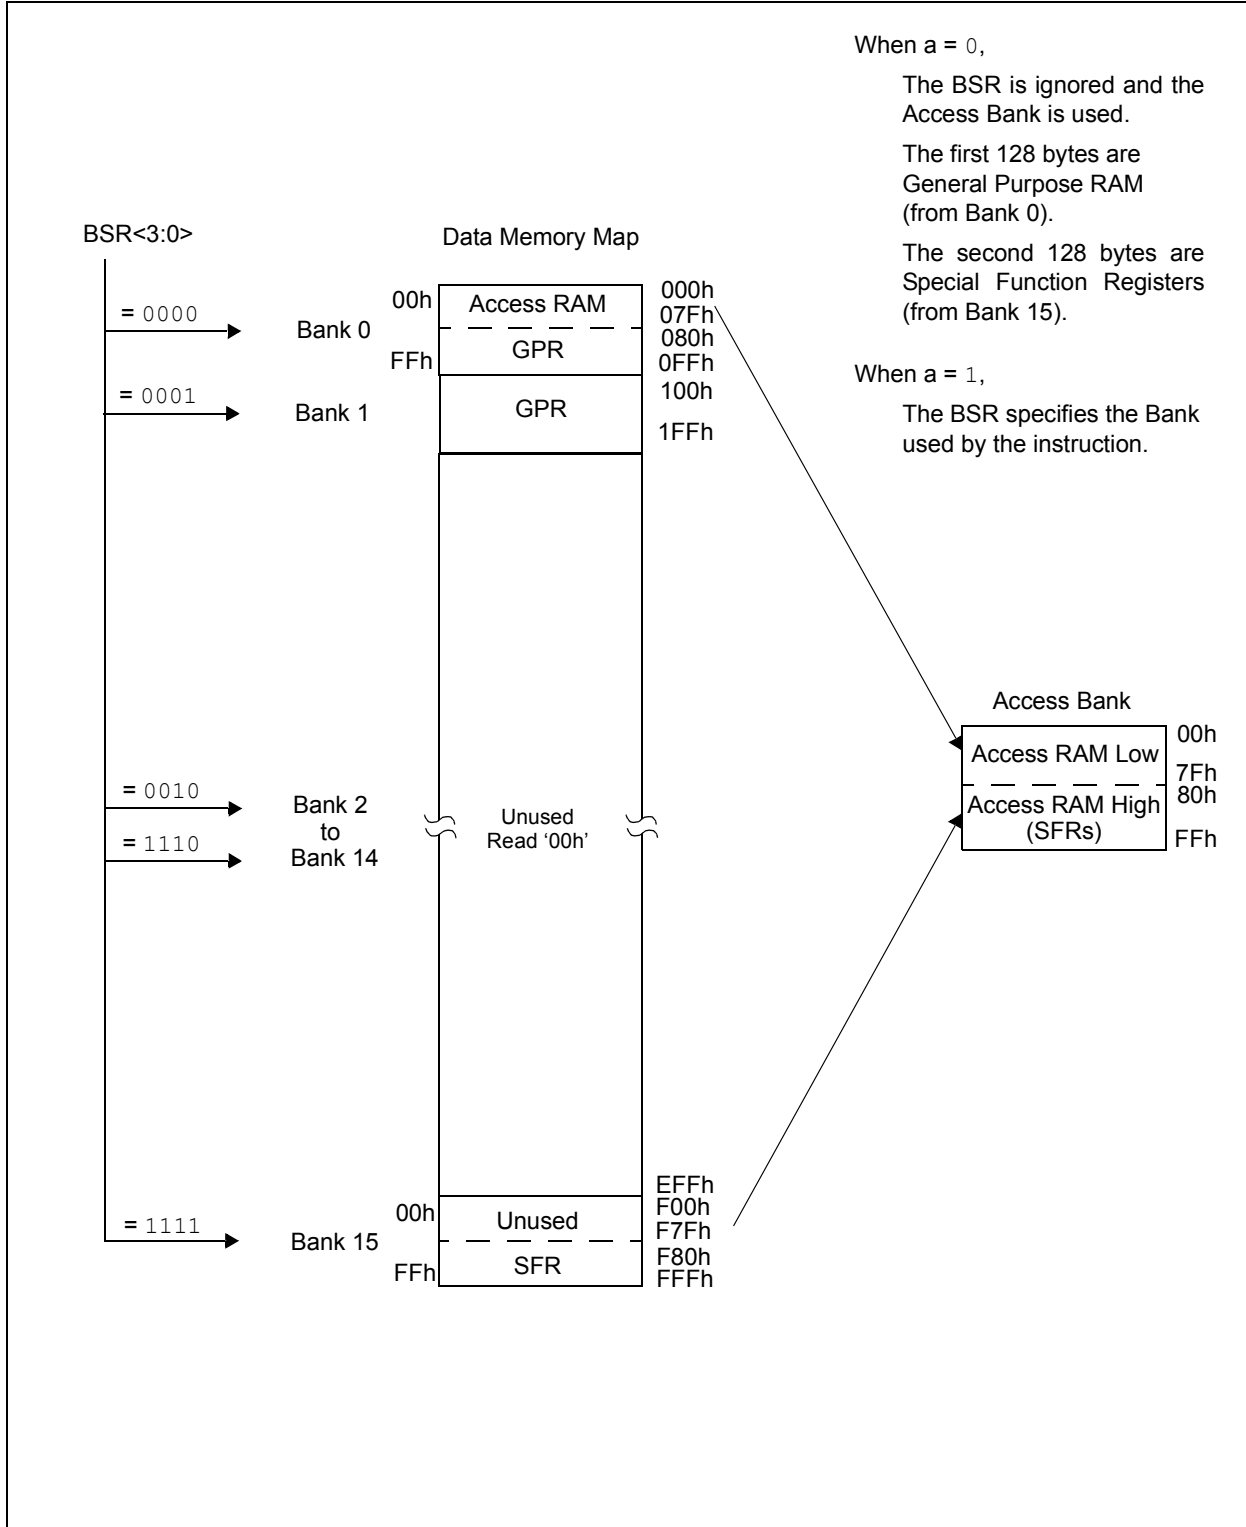 When a = 0,
The BSR is ignored and the
Access Bank is used.
The first 128 bytes are
General Purpose RAM
(from Bank 0).
The second 128 bytes are
Special Function Registers
(from Bank 15).
When a = 1,
The BSR specifies the Bank
used by the instruction.
BSR<3:0>
= 0000
= 0001
= 0010
= 1110
= 1111
Bank 0
Bank 1
Bank 2
to
Bank 14
Bank 15
Data Memory Map
00h
FFh
Access RAM
GPR
GPR
Unused
Read ‘00h’
00h
FFh
Unused
SFR
000h
07Fh
080h
0FFh
100h
1FFh
EFFh
F00h
F7Fh
F80h
FFFh
Access Bank
Access RAM Low
Access RAM High
(SFRs)
00h
7Fh
80h
FFh